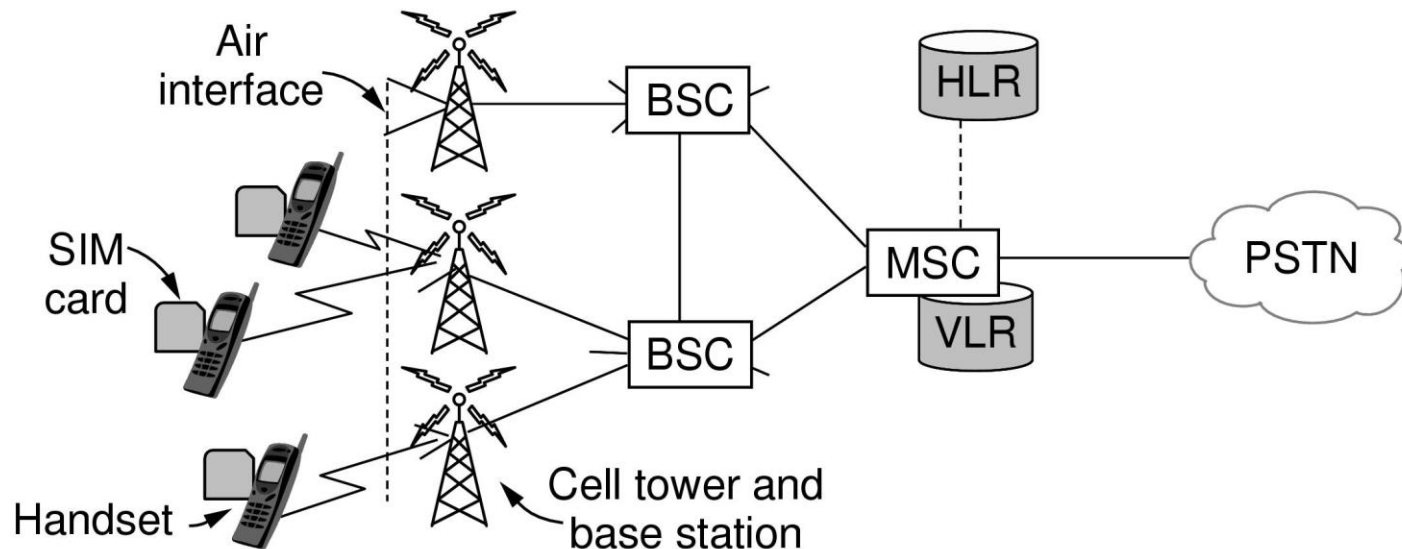 Air
interface
BSC
HLR
SIM
card
MSC
PSTN
VLR
BSC
Handset
Cell tower and
base station